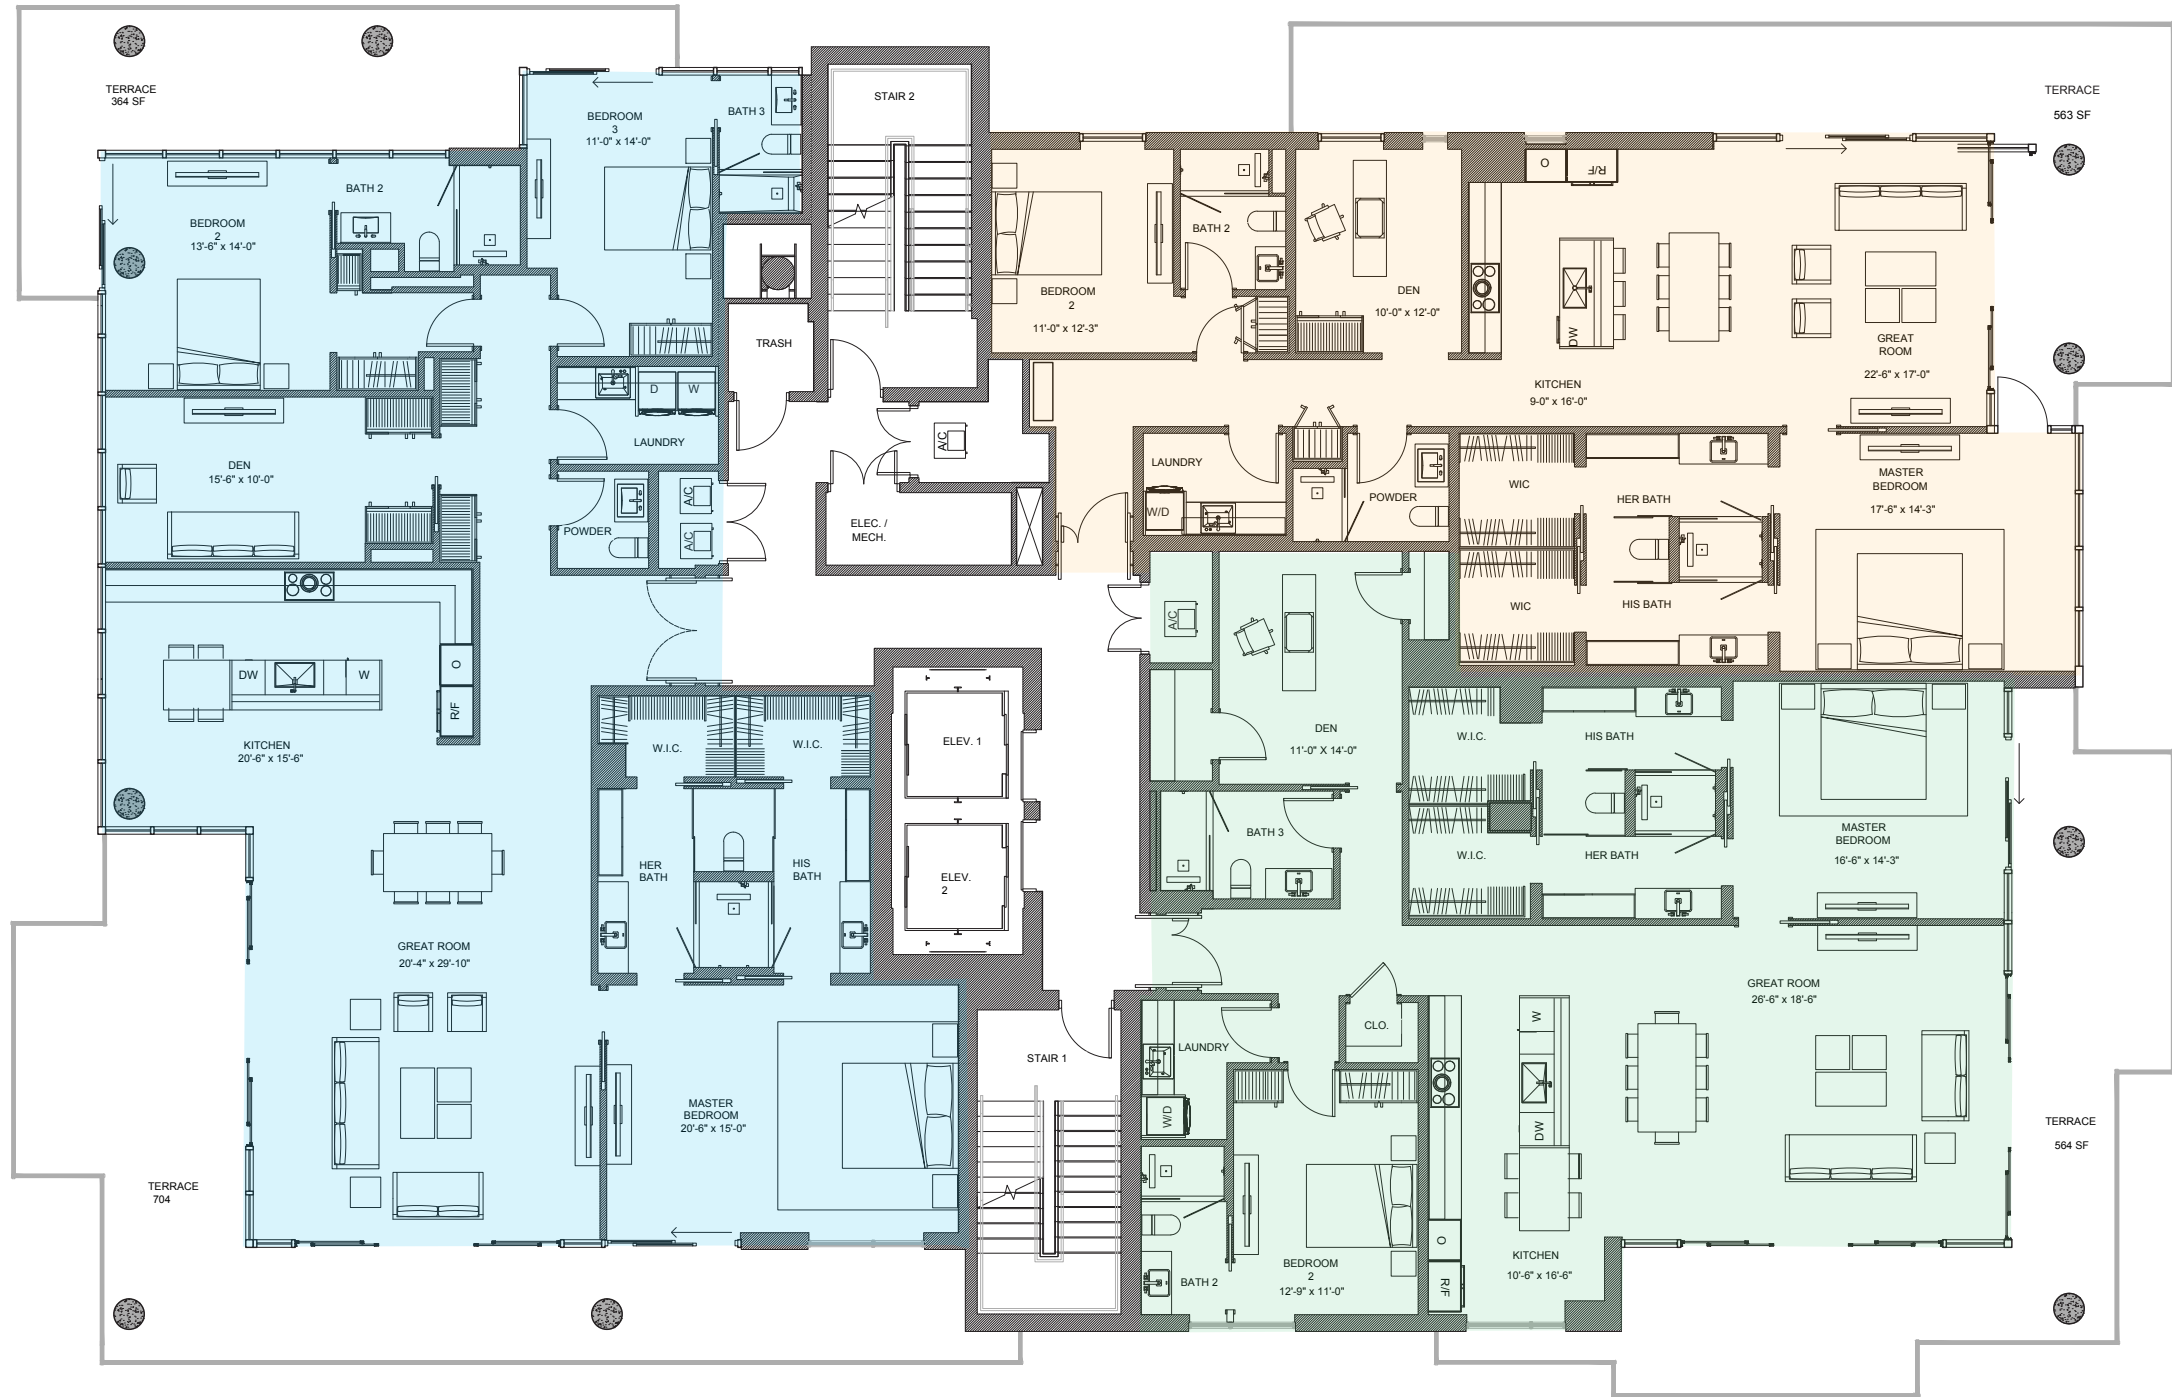 TERRACE
364 SF
BEDROOM
3
11'-0" x 14'-0"
BATH 3
STAIR 2
TERRACE
563 SF
BATH 2
BEDROOM
2
13'-6" x 14'-0"
TRASH
D
W
LAUNDRY
DEN
15'-6" x 10'-0"
POWDER
A/C
A/C
A/C
ELEC. /
MECH.
BEDROOM
2
11'-0" x 12'-3"
BATH 2
DEN
10'-0" x 12'-0"
O
R/F
DW
GREAT
ROOM
22'-6" x 17'-0"
KITCHEN
9-0" x 16'-0"
LAUNDRY
W/D
POWDER
WIC
HER BATH
MASTER
BEDROOM
17'-6" x 14'-3"
WIC
HIS BATH
DW
W
O
R/F
KITCHEN
20'-6" x 15'-6"
W.I.C.
W.I.C.
ELEV. 1
HER
BATH
HIS
BATH
ELEV.
2
GREAT ROOM
20'-4" x 29'-10"
MASTER
BEDROOM
20'-6" x 15'-0"
TERRACE
704
STAIR 1
A/C
DEN
11'-0" X 14'-0"
W.I.C.
HIS BATH
BATH 3
W.I.C.
HER BATH
MASTER
BEDROOM
16'-6" x 14'-3"
GREAT ROOM
26'-6" x 18'-6"
CLO.
LAUNDRY
W/D
W
DW
TERRACE
564 SF
BATH 2
BEDROOM
2
12'-9" x 11'-0"
O
R/F
KITCHEN
10'-6" x 16'-6"